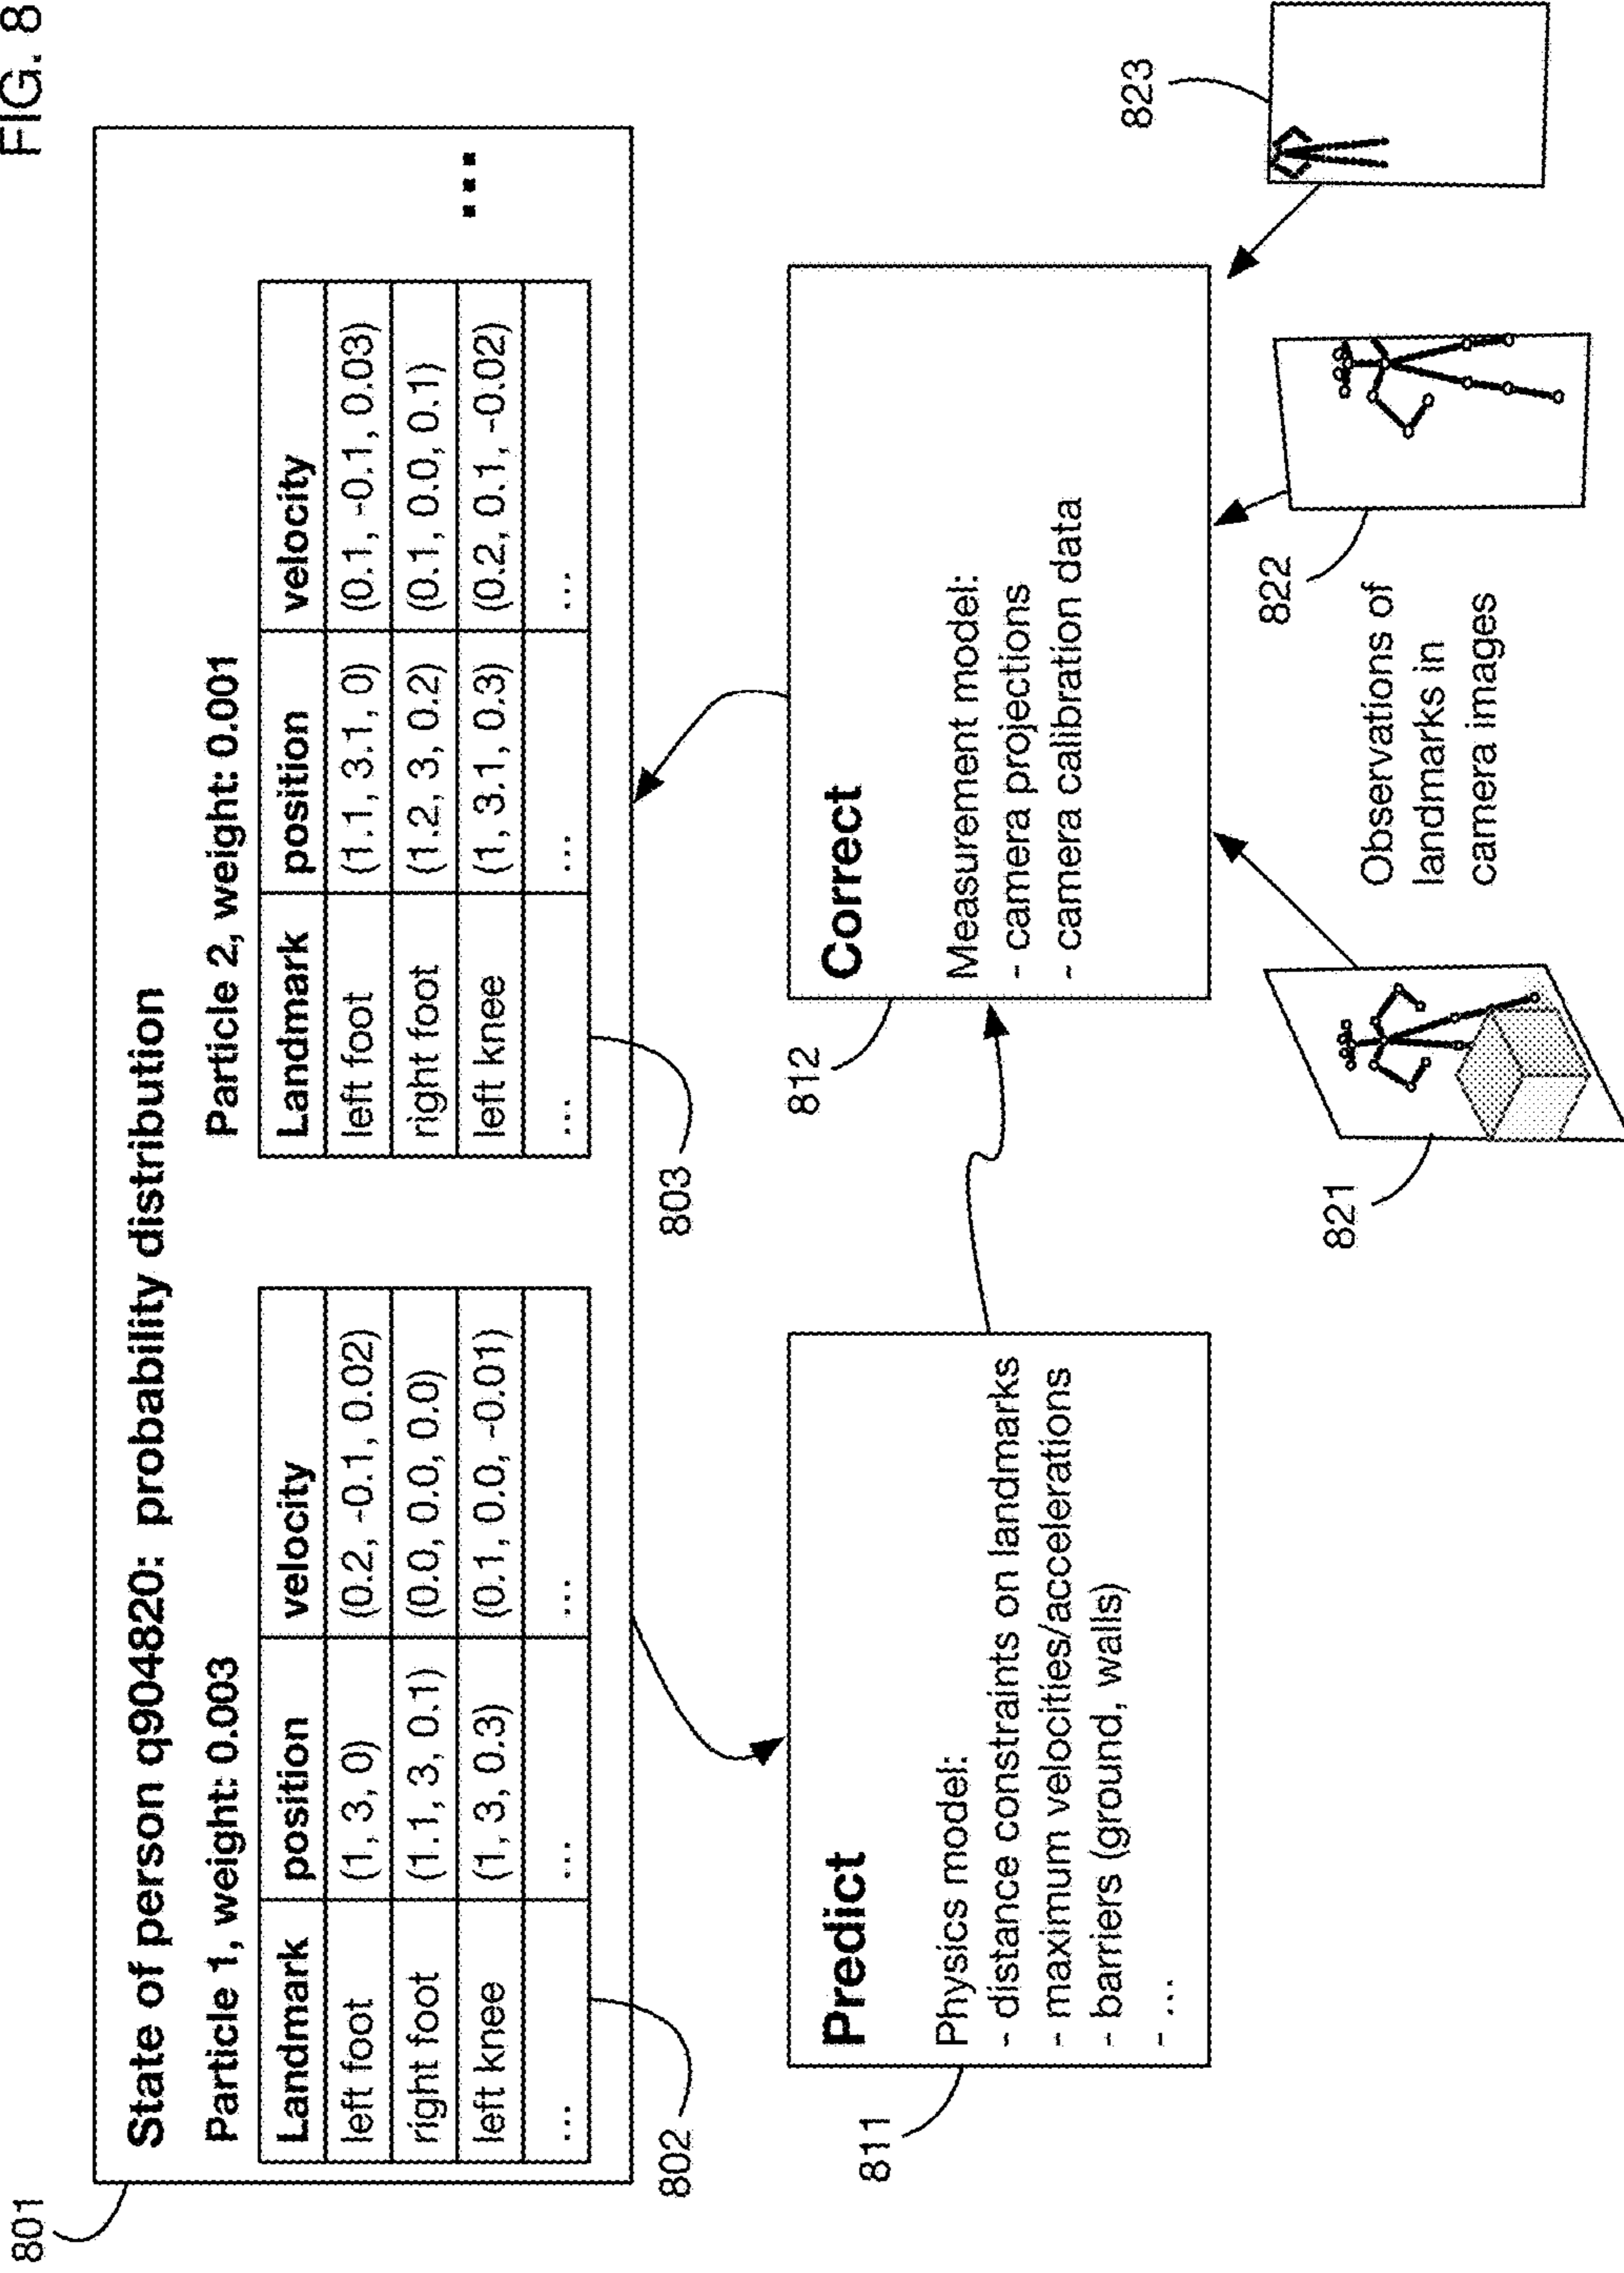 FIG. 8
801
State of person q904820: probability distribution
Particle 1, weight: 0.003
Landmark position velocity
left foot (1, 3, 0) (0.2, -0.1, 0.02)
right foot (1.1, 3, 0.1) (0.0, 0.0, 0.0)
left knee (1, 3, 0.3) (0.1, 0.0, -0.01)
... ... ...
802
Particle 2, weight: 0.001
Landmark position velocity
left foot (1.1, 3.1, 0) (0.1, -0.1, 0.03)
right foot (1.2, 3, 0.2) (0.1, 0.0, 0.1)
left knee (1, 3.1, 0.3) (0.2, 0.1, -0.02)
... ... ...
803
...
811
Predict
Physics model:
- distance constraints on landmarks
- maximum velocities/accelerations
- barriers (ground, walls)
- ...
812
Correct
Measurement model:
- camera projections
- camera calibration data
821
Observations of
landmarks in
camera images
822
823